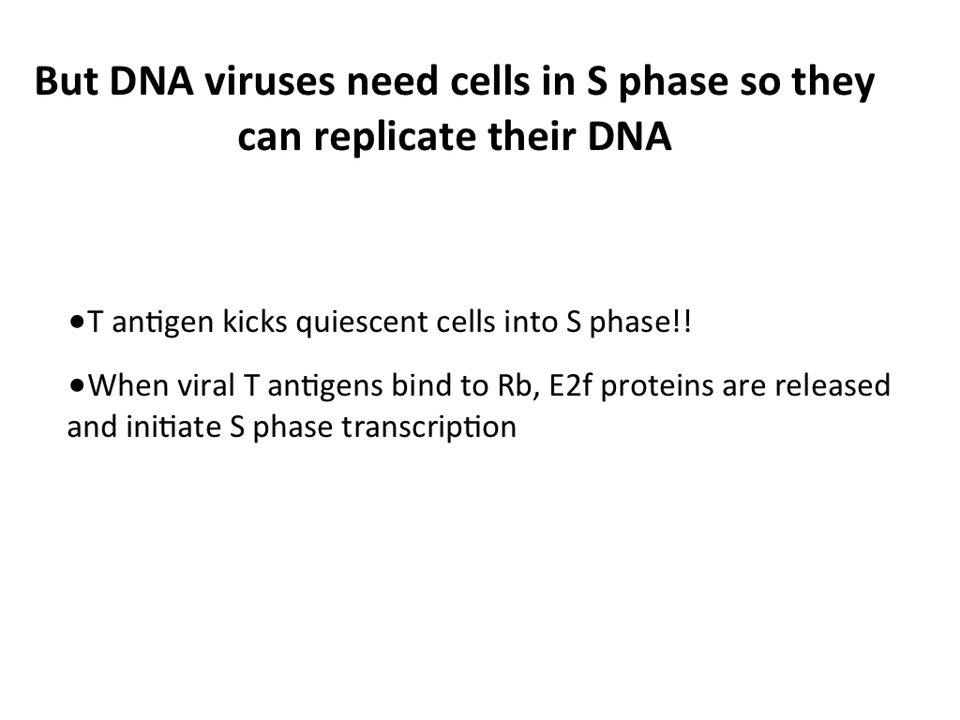 But DNA viruses need cells in S phase so they
can replicate their DNA
•T antigen kicks quiescent cells into S phase!!
•When viral T antigens bind to Rb, E2f proteins are released
and initiate S phase transcription